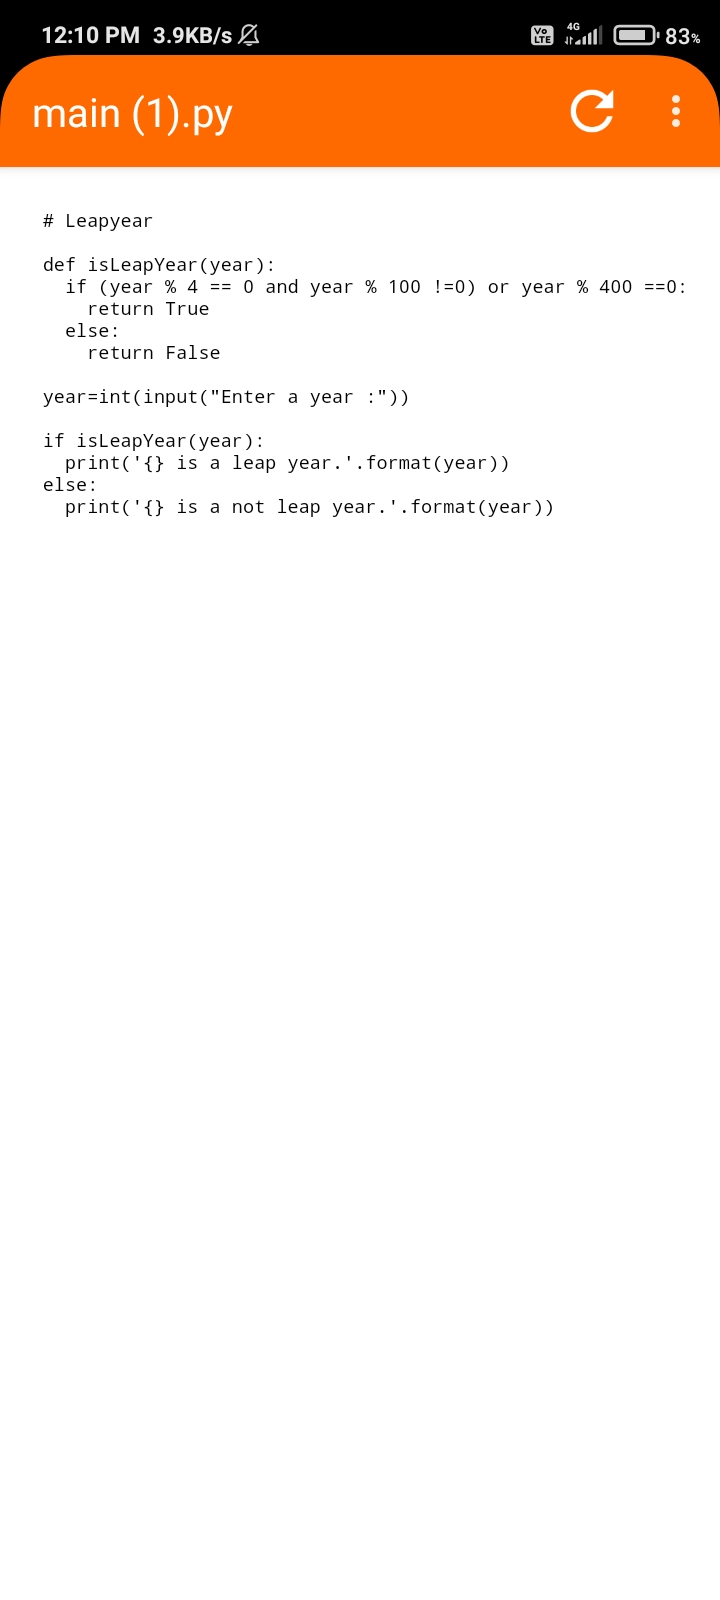 12:10 PM 3.9KB/s Vo LTE 4G 83%
main (1).py
# Leapyear
def isLeapYear(year):
  if (year % 4 == 0 and year % 100 !=0) or year % 400 ==0:
    return True
  else:
    return False
year=int(input("Enter a year :"))
if isLeapYear(year):
  print('{} is a leap year.'.format(year))
else:
  print('{} is a not leap year.'.format(year))